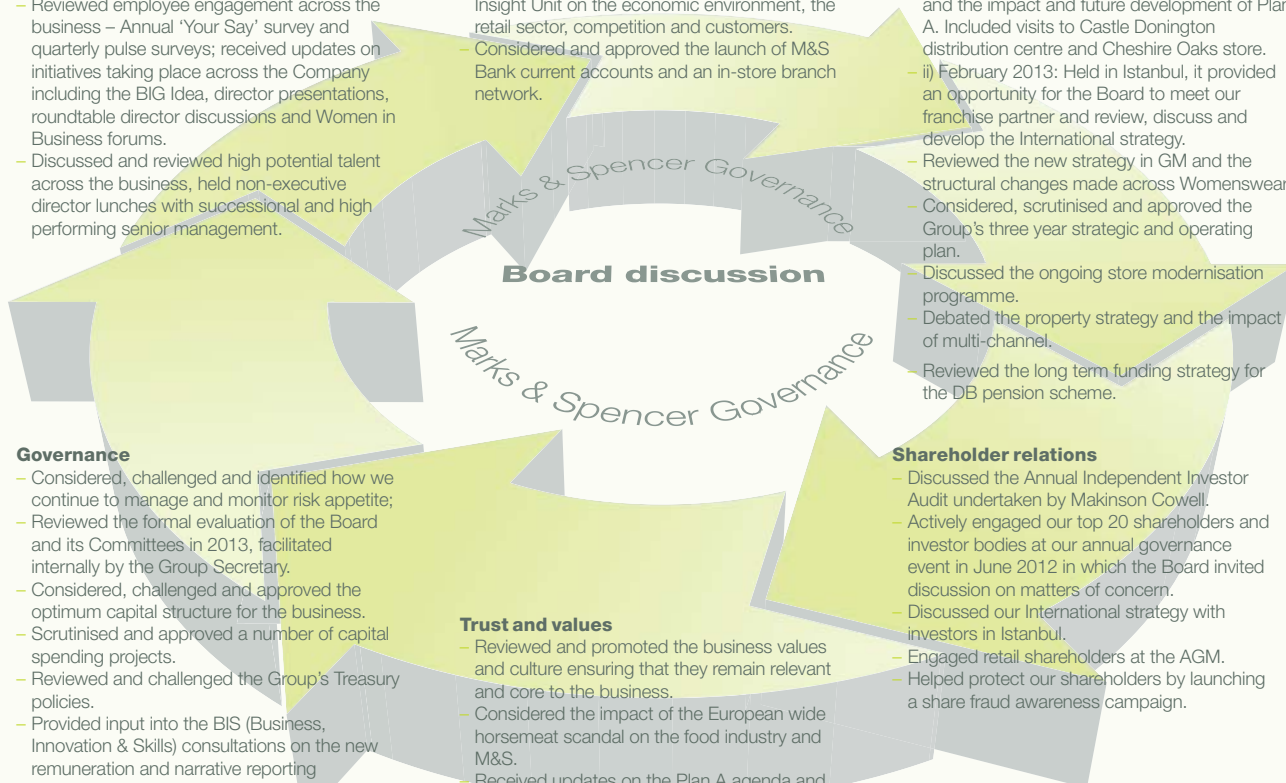 – Reviewed employee engagement across the
business – Annual ‘Your Say’ survey and
quarterly pulse surveys; received updates on
initiatives taking place across the Company
including the BIG Idea, director presentations,
roundtable director discussions and Women in
Business forums.
– Discussed and reviewed high potential talent
across the business, held non-executive
director lunches with successional and high
performing senior management.
Insight Unit on the economic environment, the
retail sector, competition and customers.
– Considered and approved the launch of M&S
Bank current accounts and an in-store branch
network.
and the impact and future development of Plan
A. Included visits to Castle Donington
distribution centre and Cheshire Oaks store.
– ii) February 2013: Held in Istanbul, it provided
an opportunity for the Board to meet our
franchise partner and review, discuss and
develop the International strategy.
– Reviewed the new strategy in GM and the
structural changes made across Womenswear
– Considered, scrutinised and approved the
Group’s three year strategic and operating
plan.
– Discussed the ongoing store modernisation
programme.
– Debated the property strategy and the impact
of multi-channel.
– Reviewed the long term funding strategy for
the DB pension scheme.
Marks & Spencer Governance
Board discussion
Marks & Spencer Governance
Governance
– Considered, challenged and identified how we
continue to manage and monitor risk appetite;
– Reviewed the formal evaluation of the Board
and its Committees in 2013, facilitated
internally by the Group Secretary.
– Considered, challenged and approved the
optimum capital structure for the business.
– Scrutinised and approved a number of capital
spending projects.
– Reviewed and challenged the Group’s Treasury
policies.
– Provided input into the BIS (Business,
Innovation & Skills) consultations on the new
remuneration and narrative reporting
Trust and values
– Reviewed and promoted the business values
and culture ensuring that they remain relevant
and core to the business.
– Considered the impact of the European wide
horsemeat scandal on the food industry and
M&S.
– Received updates on the Plan A agenda and
Shareholder relations
– Discussed the Annual Independent Investor
Audit undertaken by Makinson Cowell.
– Actively engaged our top 20 shareholders and
investor bodies at our annual governance
event in June 2012 in which the Board invited
discussion on matters of concern.
– Discussed our International strategy with
investors in Istanbul.
– Engaged retail shareholders at the AGM.
– Helped protect our shareholders by launching
a share fraud awareness campaign.